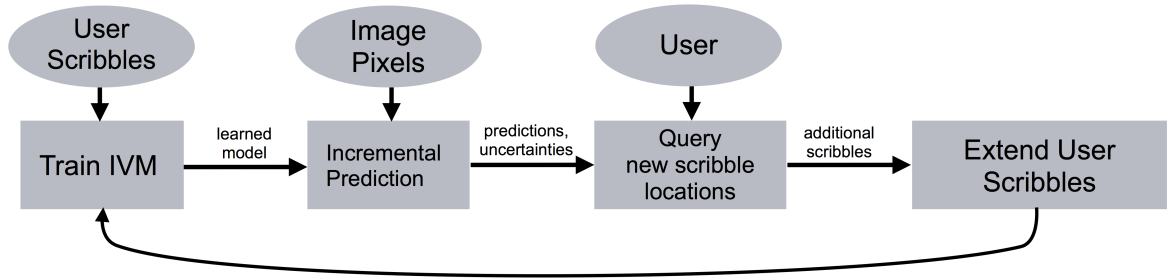 User
Scribbles
Image
Pixels
User
Train IVM
learned
model
Incremental
Prediction
predictions,
uncertainties
Query
new scribble
locations
additional
scribbles
Extend User
Scribbles